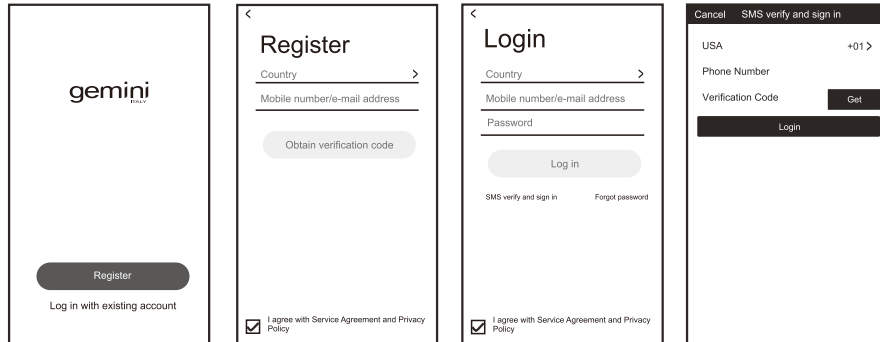 gemini
ITALY
Register
Log in with existing account
<
Register
Country >
Mobile number/e-mail address
Obtain verification code
I agree with Service Agreement and Privacy
Policy
<
Login
Country >
Mobile number/e-mail address
Password
Log in
SMS verify and sign in Forgot password
I agree with Service Agreement and Privacy
Policy
Cancel SMS verify and sign in
USA +01 >
Phone Number
Verification Code Get
Login